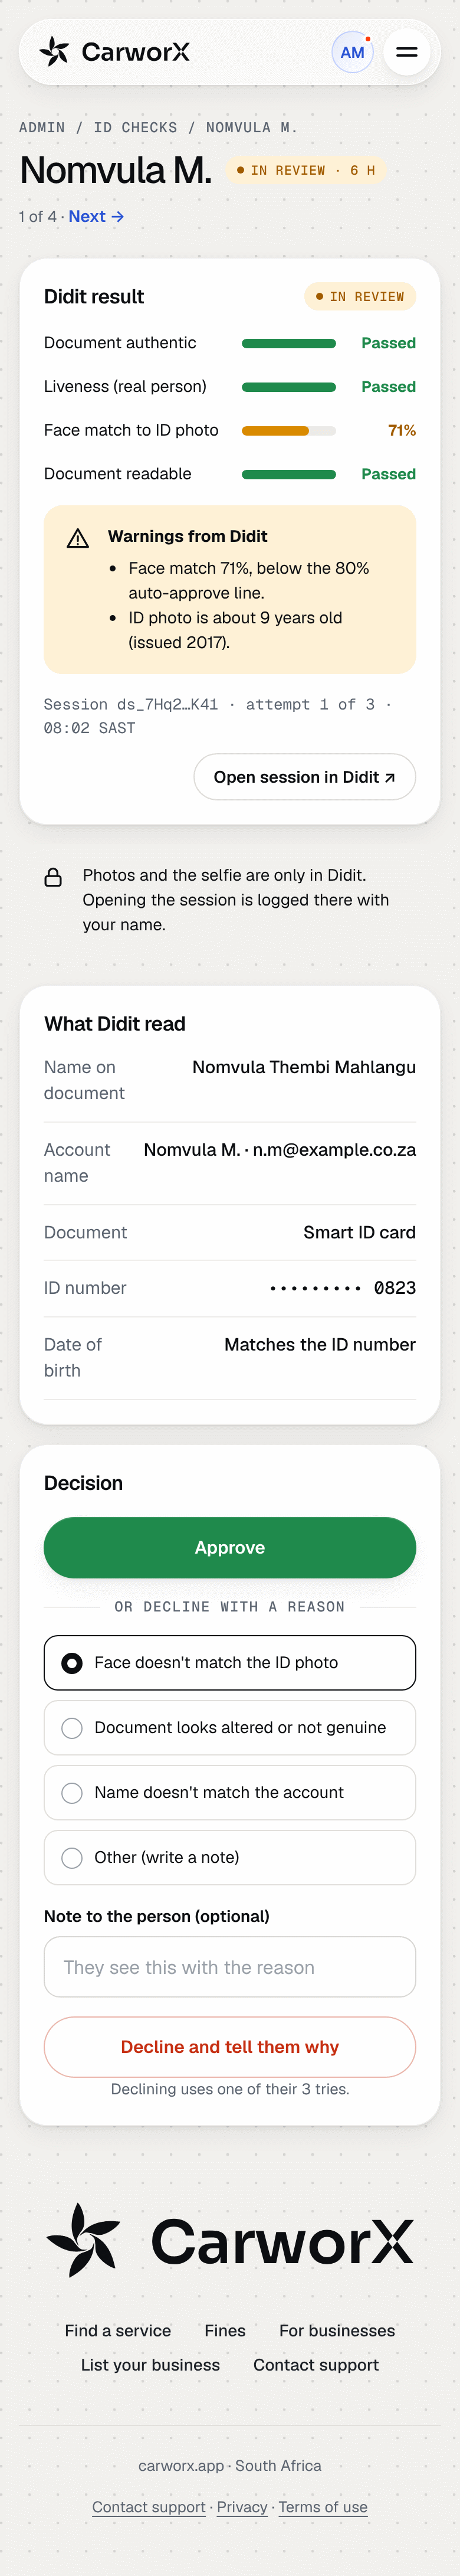 CarworX
AM
ADMIN / ID CHECKS / NOMVULA M.
Nomvula M.
IN REVIEW · 6 H
1 of 4 · Next →
Didit result
IN REVIEW
Document authentic
Passed
Liveness (real person)
Passed
Face match to ID photo
71%
Document readable
Passed
Warnings from Didit
• Face match 71%, below the 80%
auto-approve line.
• ID photo is about 9 years old
(issued 2017).
Session ds_7Hq2…K41 · attempt 1 of 3 ·
08:02 SAST
Open session in Didit ↗
Photos and the selfie are only in Didit.
Opening the session is logged there with
your name.
What Didit read
Name on
document
Nomvula Thembi Mahlangu
Account
name
Nomvula M. · n.m@example.co.za
Document
Smart ID card
ID number
••••••••• 0823
Date of
birth
Matches the ID number
Decision
Approve
OR DECLINE WITH A REASON
Face doesn't match the ID photo
Document looks altered or not genuine
Name doesn't match the account
Other (write a note)
Note to the person (optional)
They see this with the reason
Decline and tell them why
Declining uses one of their 3 tries.
CarworX
Find a service
Fines
For businesses
List your business
Contact support
carworx.app · South Africa
Contact support · Privacy · Terms of use